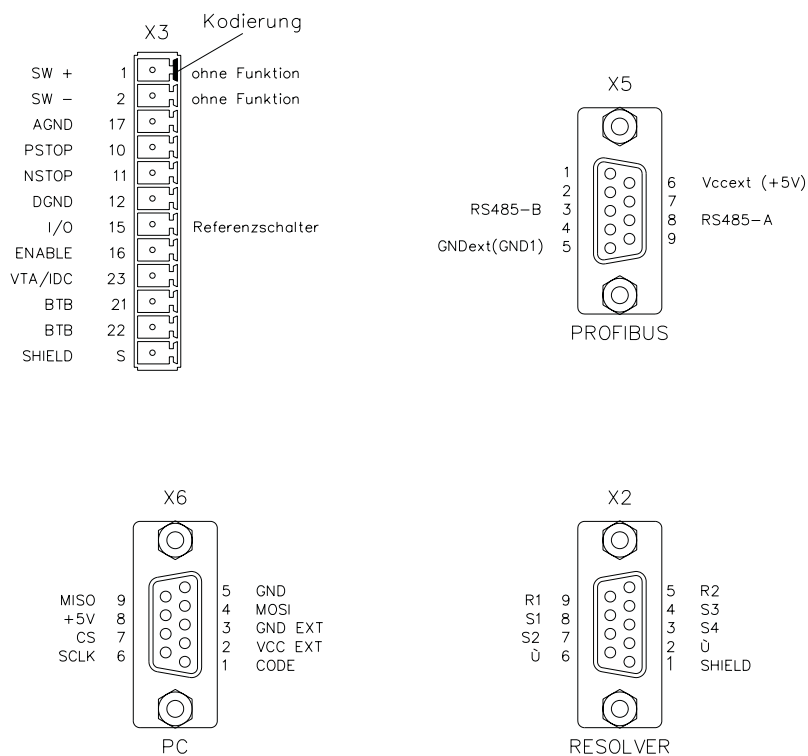 Kodierung
X3
SW + 1 ohne Funktion
SW - 2 ohne Funktion
AGND 17
PSTOP 10
NSTOP 11
DGND 12
I/O 15 Referenzschalter
ENABLE 16
VTA/IDC 23
BTB 21
BTB 22
SHIELD S
X5
1
6 Vccext (+5V)
2
7
RS485-B 3
8 RS485-A
4
9
GNDext(GND1) 5
PROFIBUS
X6
5 GND
MISO 9
4 MOSI
+5V 8
3 GND EXT
CS 7
2 VCC EXT
SCLK 6
1 CODE
PC
X2
5 R2
R1 9
4 S3
S1 8
3 S4
S2 7
2 Ù
Ù 6
1 SHIELD
RESOLVER